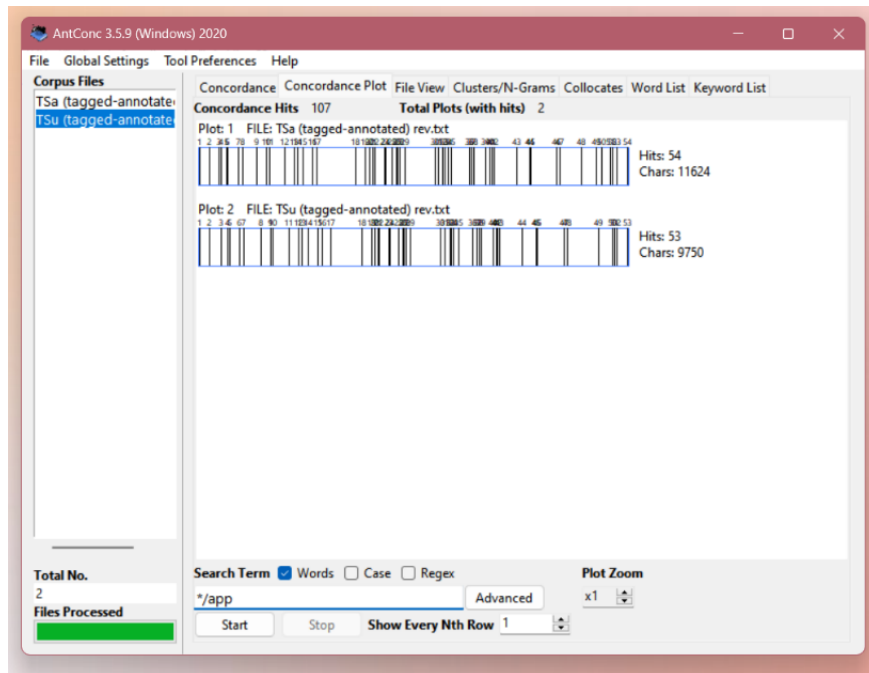 AntConc 3.5.9 (Windows) 2020
File Global Settings Tool Preferences Help
Corpus Files
TSa (tagged-annotate
TSu (tagged-annotate
Concordance Concordance Plot File View Clusters/N-Grams Collocates Word List Keyword List
Concordance Hits 107 Total Plots (with hits) 2
Plot: 1 FILE: TSa (tagged-annotated) rev.txt
Hits: 54
Chars: 11624
Plot: 2 FILE: TSu (tagged-annotated) rev.txt
Hits: 53
Chars: 9750
Total No.
2
Files Processed
Search Term Words Case Regex
*/app Advanced
Start Stop Show Every Nth Row 1
Plot Zoom
x1